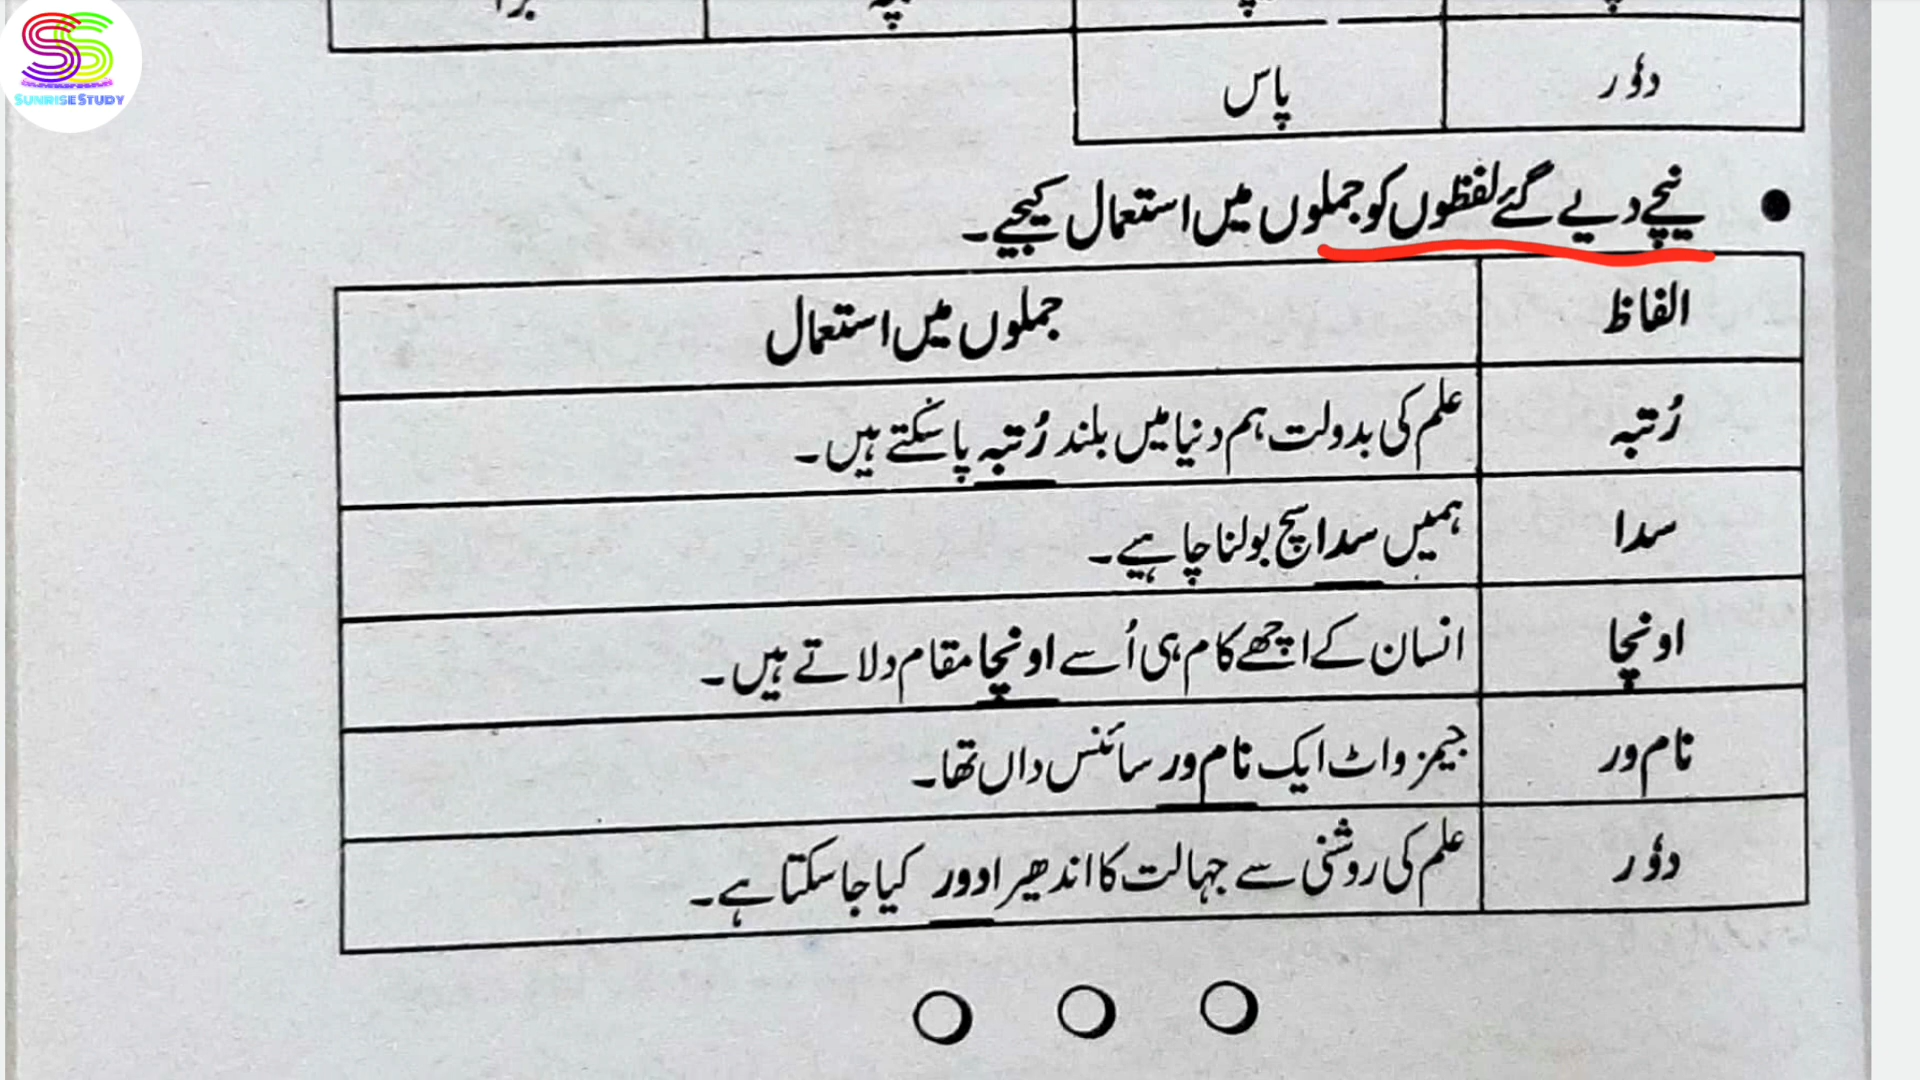 SUNRISE STUDY
دوٗر پاس
نیچے دیے گئے لفظوں کو جملوں میں استعمال کیجیے۔
الفاظ جملوں میں استعمال
رُتبہ علم کی بدولت ہم دنیا میں بلند رُتبہ پا سکتے ہیں۔
سدا ہمیں سدا سچ بولنا چاہیے۔
اونچا انسان کے اچھے کام ہی اُسے اونچا مقام دلاتے ہیں۔
نام ور جیمز واٹ ایک نام ور سائنس داں تھا۔
دوٗر علم کی روشنی سے جہالت کا اندھیرا دور کیا جا سکتا ہے۔